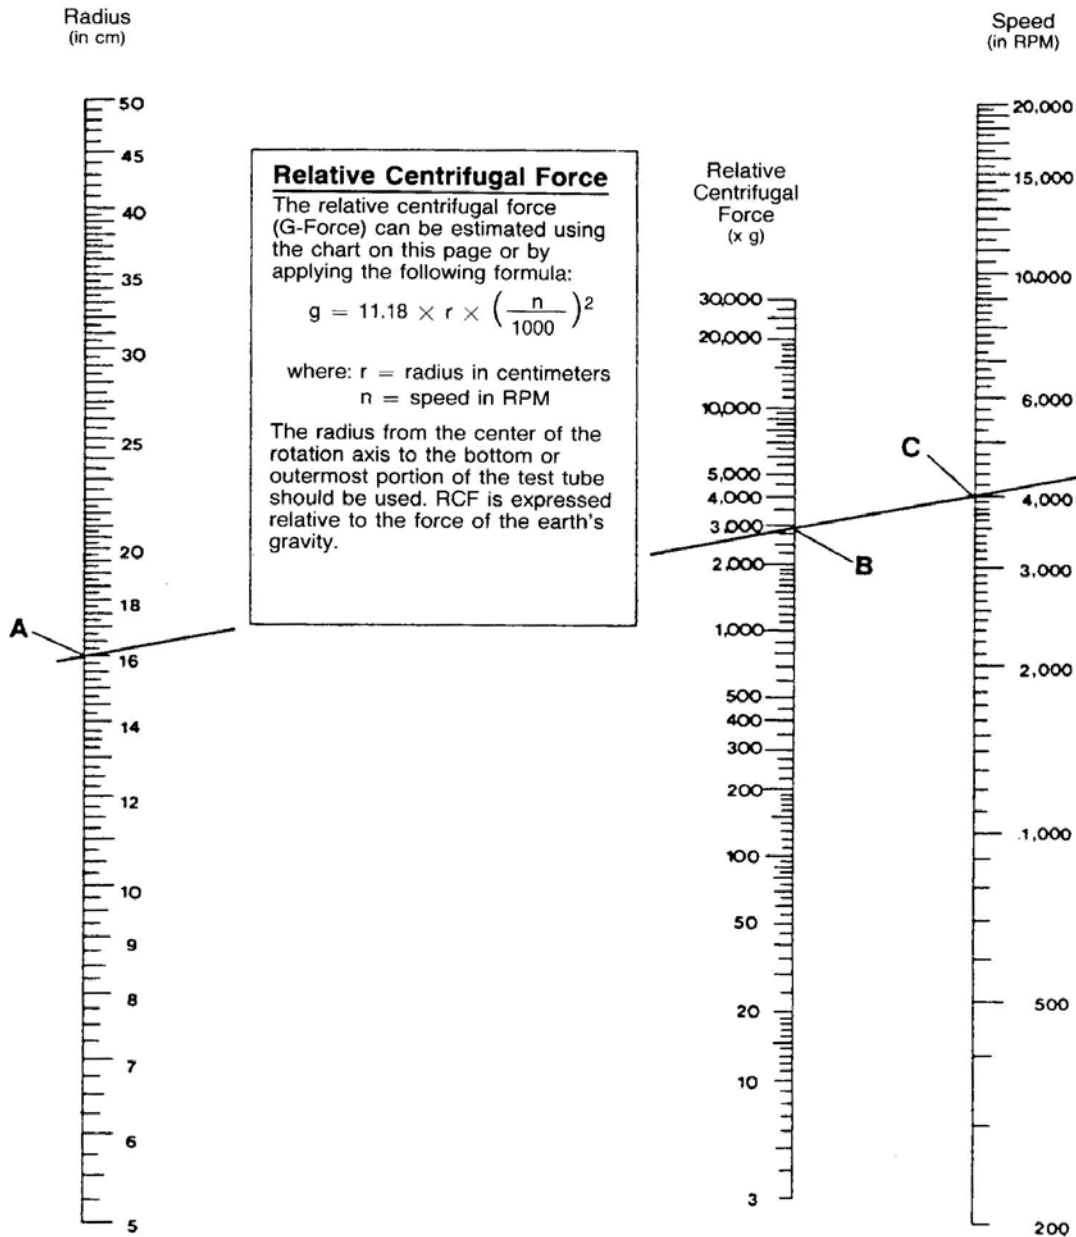 Radius
(in cm)
50
45
40
35
30
25
20
18
A
16
14
12
10
9
8
7
6
5
Relative Centrifugal Force
The relative centrifugal force
(G-Force) can be estimated using
the chart on this page or by
applying the following formula:
g = 11.18 × r × (n/1000)²
where: r = radius in centimeters
n = speed in RPM
The radius from the center of the
rotation axis to the bottom or
outermost portion of the test tube
should be used. RCF is expressed
relative to the force of the earth's
gravity.
Relative
Centrifugal
Force
(x g)
30,000
20,000
10,000
5,000
4,000
3,000
2,000
B
1,000
500
400
300
200
100
50
20
10
3
Speed
(in RPM)
20,000
15,000
10,000
6,000
C
4,000
3,000
2,000
1,000
500
200